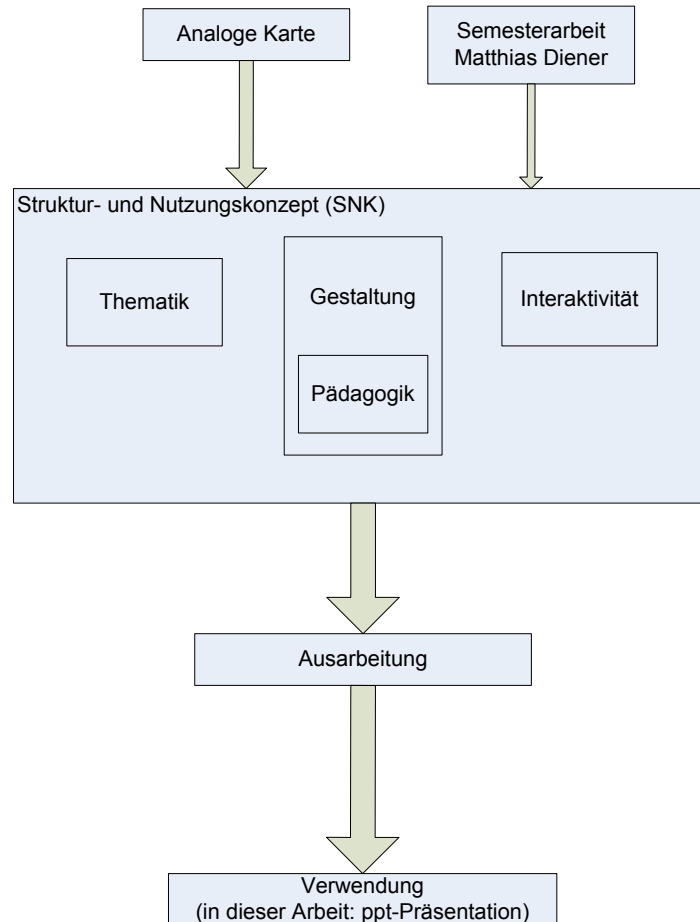 Analoge Karte
Semesterarbeit
Matthias Diener
Struktur- und Nutzungskonzept (SNK)
Thematik
Gestaltung
Interaktivität
Pädagogik
Ausarbeitung
Verwendung
(in dieser Arbeit: ppt-Präsentation)